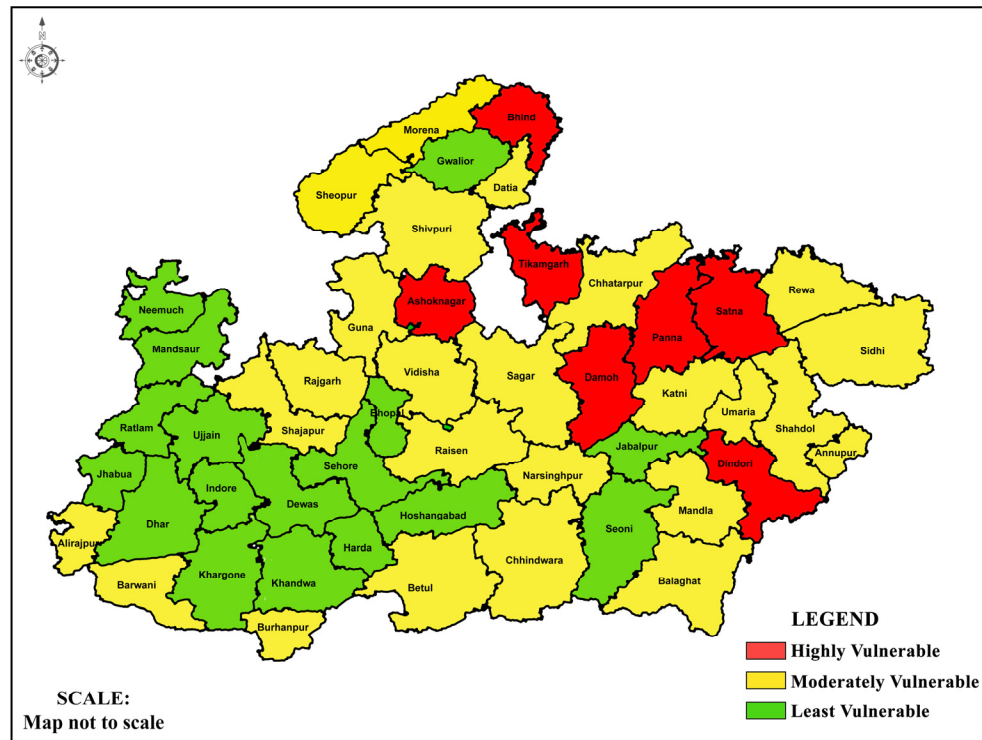 N
Bhind
Morena
Gwalior
Datia
Sheopur
Shivpuri
Tikamgarh
Chhatarpur
Ashoknagar
Rewa
Satna
Neemuch
Guna
Panna
Mandsaur
Sidhi
Vidisha
Sagar
Rajgarh
Damoh
Katni
Umaria
Bhopal
Shahdol
Ratlam
Ujjain
Shajapur
Jabalpur
Raisen
Annupur
Dindori
Sehore
Jhabua
Narsinghpur
Indore
Dewas
Mandla
Hoshangabad
Dhar
Seoni
Alirajpur
Harda
Chhindwara
Khargone
Balaghat
Barwani
Khandwa
Betul
Burhanpur
LEGEND
Highly Vulnerable
Moderately Vulnerable
Least Vulnerable
SCALE:
Map not to scale